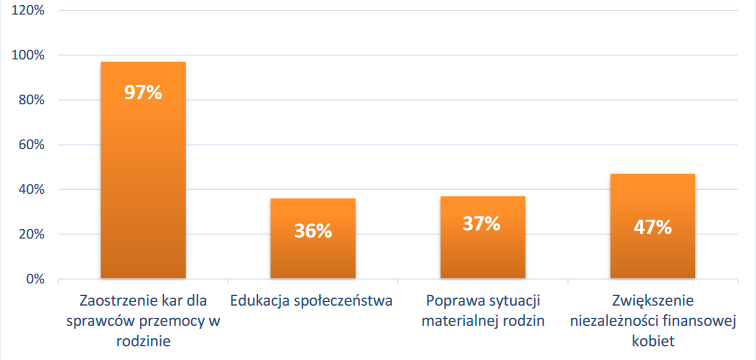 120%
100%
80%
60%
40%
20%
0%
97%
36%
37%
47%
Zaostrzenie kar dla
sprawców przemocy w
rodzinie
Edukacja społeczeństwa
Poprawa sytuacji
materialnej rodzin
Zwiększenie
niezależności finansowej
kobiet